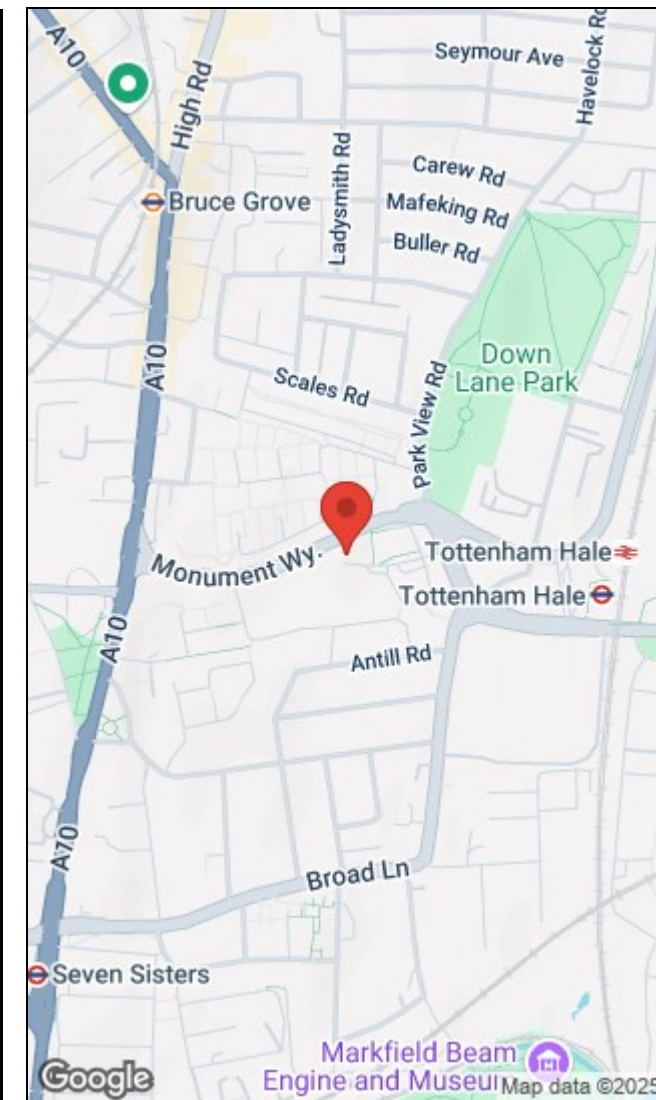 A10
High Rd
Seymour Ave
Havelock Rd
Ladysmith Rd
Carew Rd
Mafeking Rd
Buller Rd
Bruce Grove
A10
Down
Lane Park
Scales Rd
Park View Rd
Monument Wy.
Tottenham Hale
Tottenham Hale
A10
Antill Rd
A10
Broad Ln
Seven Sisters
Markfield Beam
Engine and Museu
Google
Map data ©2025